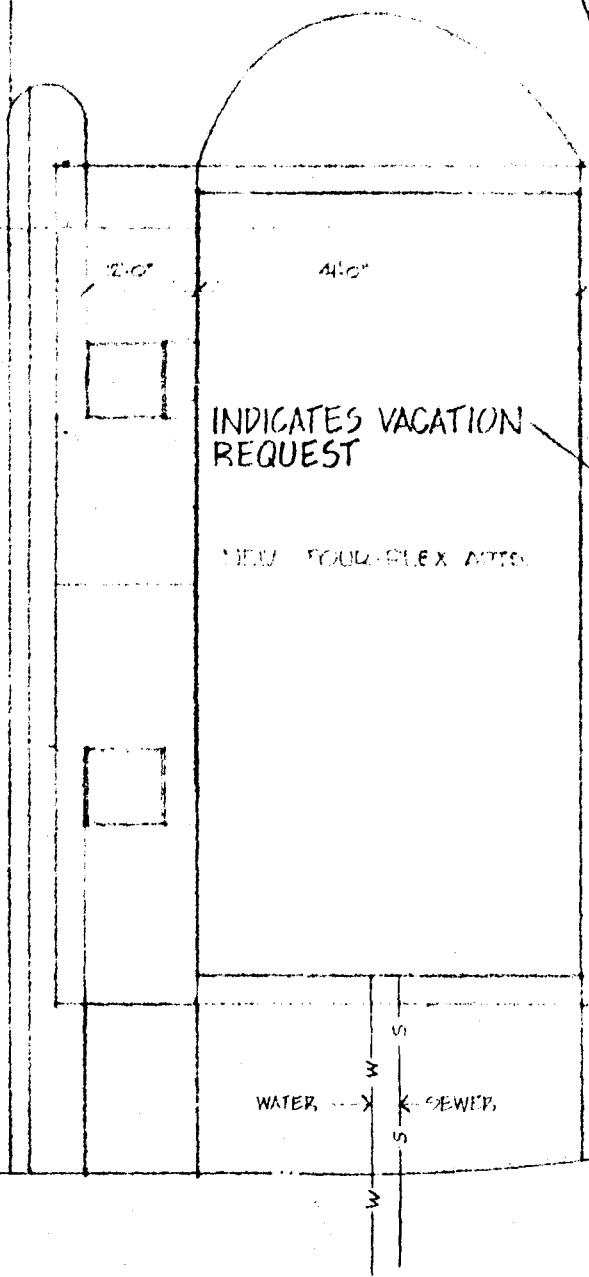 12'-0"
41'-0"
INDICATES VACATION
REQUEST
NEW FOUR-PLEX APTS.
S
W
WATER SEWER
S
W